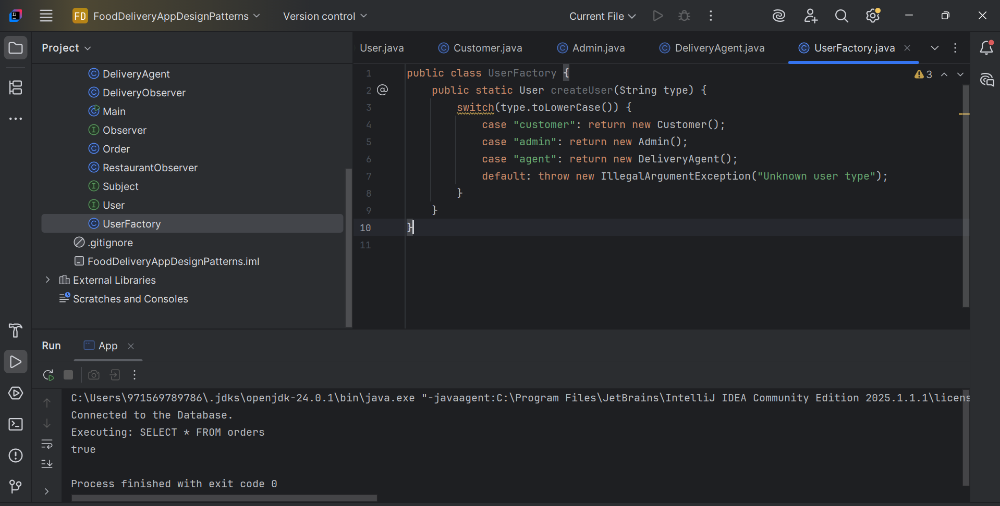 FD FoodDeliveryAppDesignPatterns Version control Current File
Project
User.java Customer.java Admin.java DeliveryAgent.java UserFactory.java
DeliveryAgent
DeliveryObserver
Main
Observer
Order
RestaurantObserver
Subject
User
UserFactory
.gitignore
FoodDeliveryAppDesignPatterns.iml
External Libraries
Scratches and Consoles
3
1 public class UserFactory {
2 public static User createUser(String type) {
3 switch(type.toLowerCase()) {
4 case "customer": return new Customer();
5 case "admin": return new Admin();
6 case "agent": return new DeliveryAgent();
7 default: throw new IllegalArgumentException("Unknown user type");
8 }
9 }
10 }
11
Run App
C:\Users\971569789786\.jdks\openjdk-24.0.1\bin\java.exe "-javaagent:C:\Program Files\JetBrains\IntelliJ IDEA Community Edition 2025.1.1.1\licens
Connected to the Database.
Executing: SELECT * FROM orders
true
Process finished with exit code 0